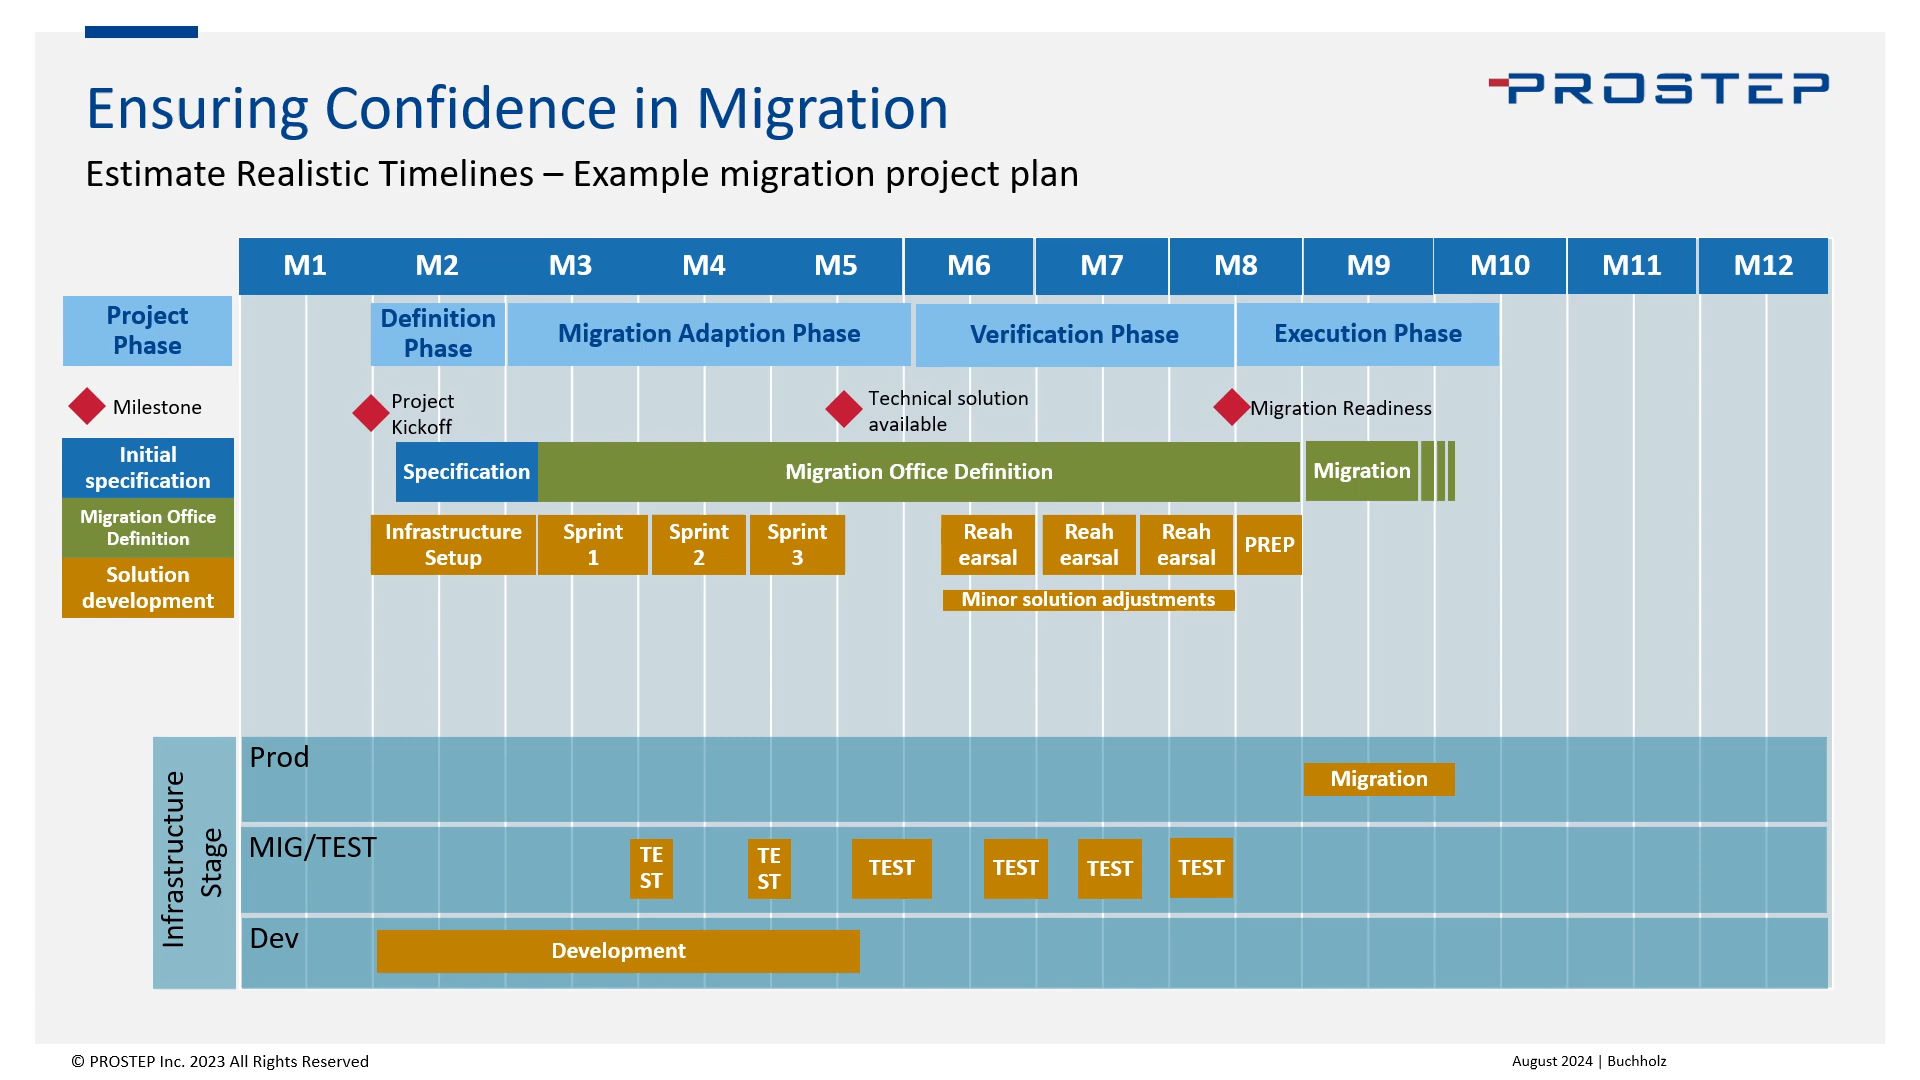 Ensuring Confidence in Migration
PROSTEP
Estimate Realistic Timelines – Example migration project plan
M1 M2 M3 M4 M5 M6 M7 M8 M9 M10 M11 M12
Project
Phase
Definition
Phase
Migration Adaption Phase
Verification Phase
Execution Phase
Milestone
Project
Kickoff
Technical solution
available
Migration Readiness
Initial
specification
Specification
Migration Office Definition
Migration
Migration Office
Definition
Solution
development
Infrastructure
Setup
Sprint
1
Sprint
2
Sprint
3
Reah
earsal
Reah
earsal
Reah
earsal
PREP
Minor solution adjustments
Infrastructure
Stage
Prod
Migration
MIG/TEST
TE
ST
TE
ST
TEST
TEST
TEST
TEST
Dev
Development
© PROSTEP Inc. 2023 All Rights Reserved
August 2024 | Buchholz